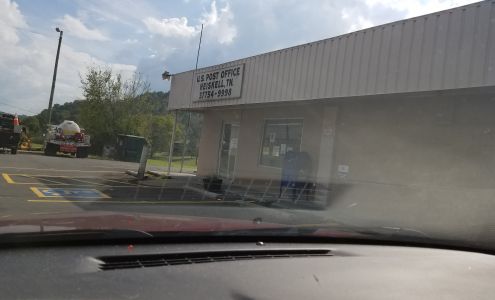 U.S. POST OFFICE
HEISKELL, TN.
37754-9998